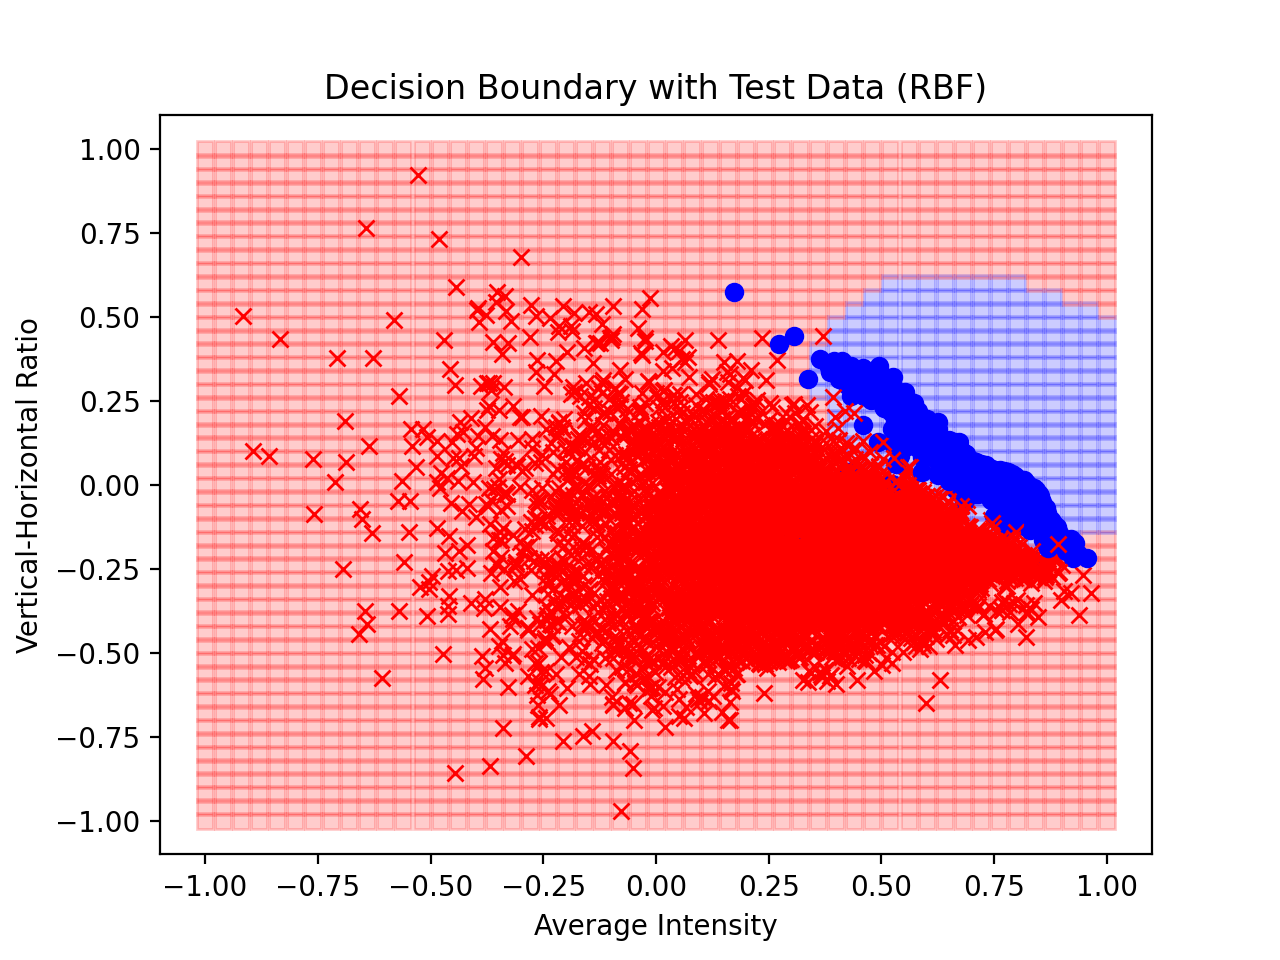 Decision Boundary with Test Data (RBF)
1.00
0.75
0.50
0.25
0.00
−0.25
−0.50
−0.75
−1.00
Vertical-Horizontal Ratio
−1.00 −0.75 −0.50 −0.25 0.00 0.25 0.50 0.75 1.00
Average Intensity